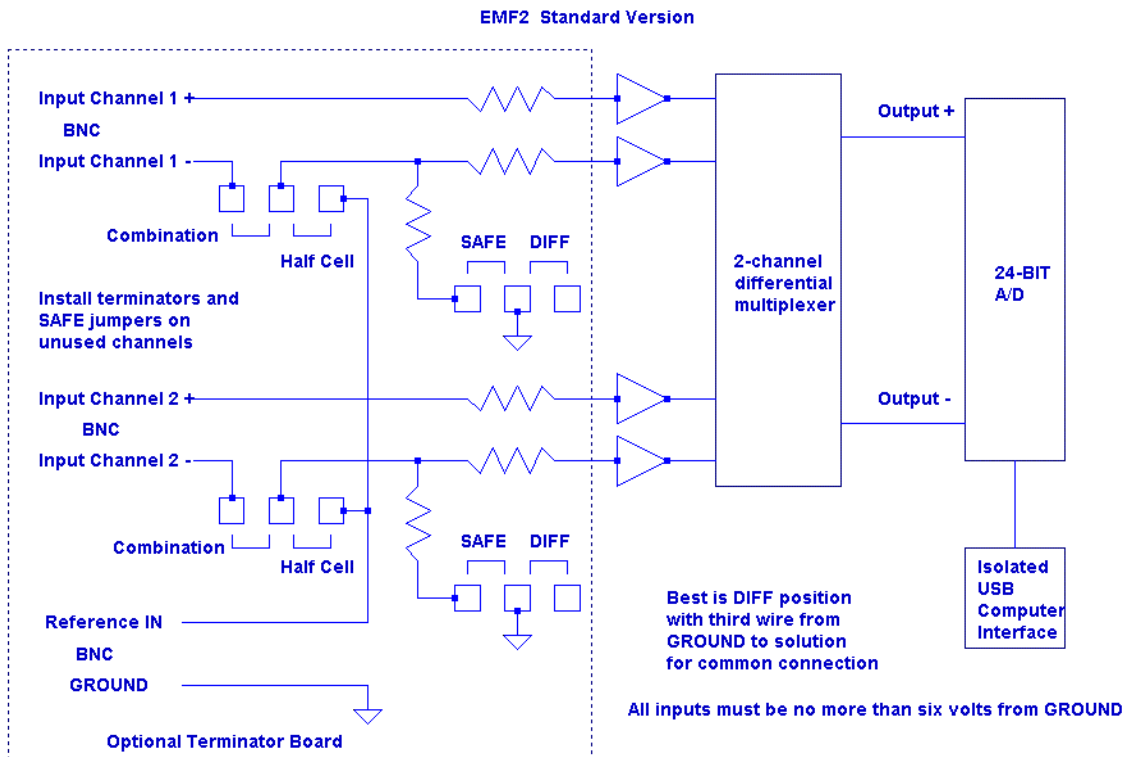 EMF2 Standard Version
Input Channel 1 +
BNC
Input Channel 1 -
Combination
Half Cell
SAFE DIFF
Install terminators and
SAFE jumpers on
unused channels
Input Channel 2 +
BNC
Input Channel 2 -
Combination
Half Cell
SAFE DIFF
Reference IN
BNC
GROUND
Optional Terminator Board
2-channel
differential
multiplexer
Output +
Output -
24-BIT
A/D
Isolated
USB
Computer
Interface
Best is DIFF position
with third wire from
GROUND to solution
for common connection
All inputs must be no more than six volts from GROUND